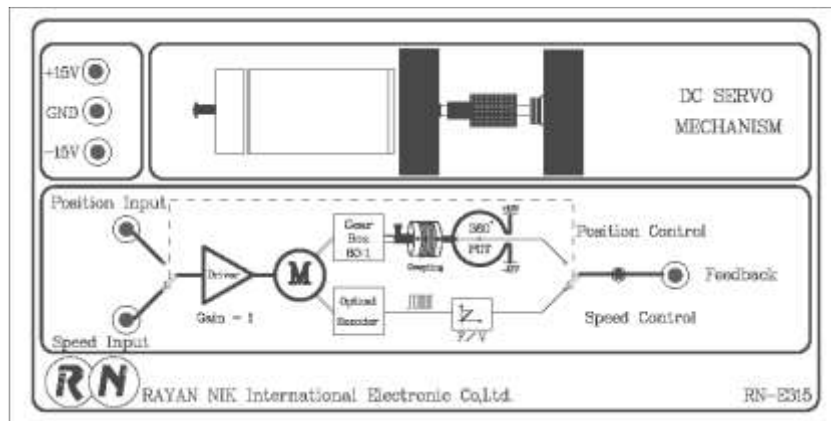 +15V
GND
-15V
DC SERVO
MECHANISM
Position Input
Speed Input
Driver
Gain = 1
M
Gear
Box
60:1
Coupling
360°
POT
Optical
Encoder
F/V
Position Control
Feedback
Speed Control
RN
RAYAN NIK International Electronic Co,Ltd.
RN-E315